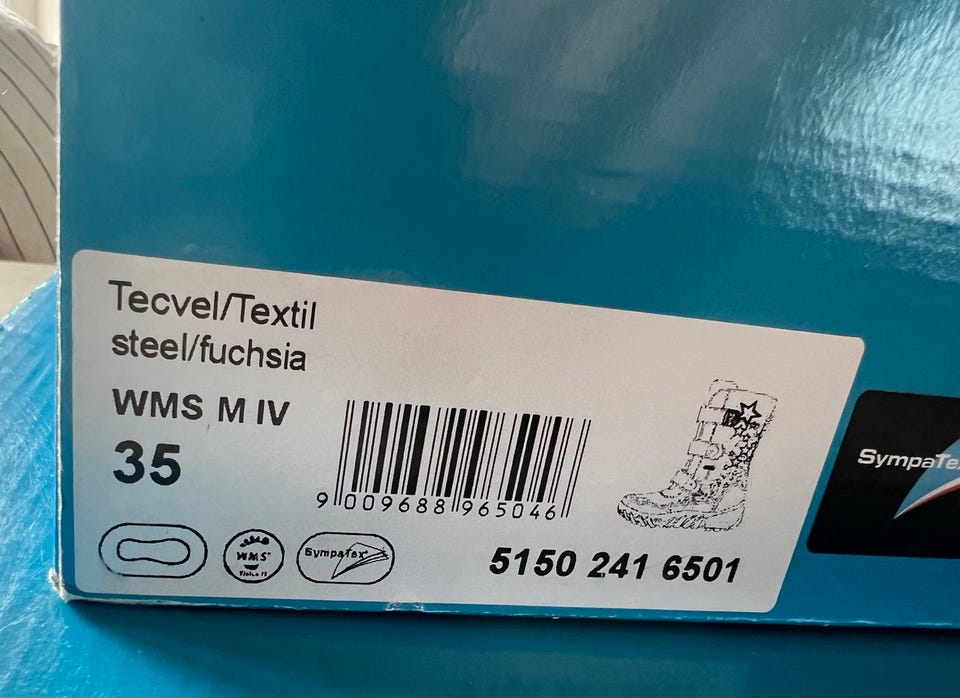 Tecvel/Textil
steel/fuchsia
WMS M IV
35
9 009688 965046
WMS®
SympaTex®
5150 241 6501
SympaTex